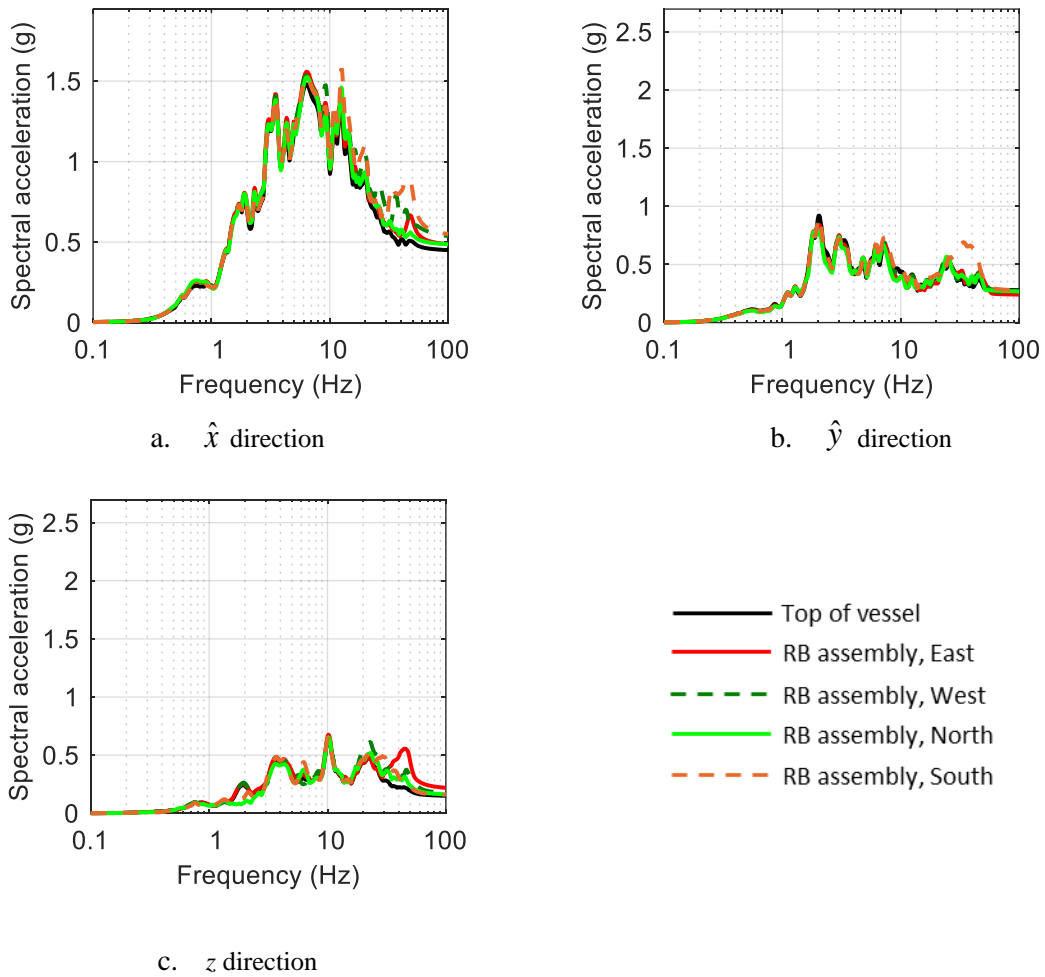 Spectral acceleration (g)
1.5
1
0.5
0
0.1
1
10
100
Frequency (Hz)
a. x̂ direction
Spectral acceleration (g)
2.5
2
1.5
1
0.5
0
0.1
1
10
100
Frequency (Hz)
b. ŷ direction
Spectral acceleration (g)
2.5
2
1.5
1
0.5
0
0.1
1
10
100
Frequency (Hz)
c. z direction
Top of vessel
RB assembly, East
RB assembly, West
RB assembly, North
RB assembly, South